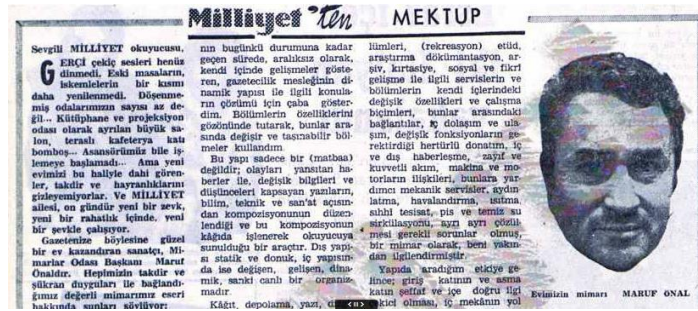 Milliyet'ten MEKTUP
Sevgili MİLLİYET okuyucusu,
GERÇİ çekiç sesleri henüz
dinmedi. Eski masaların,
iskemlelerin bir kısmı
daha yenilenmedi. Döşenme-
miş odalarımızın sayısı az de-
ğil... Kütüphane ve projeksiyon
odası olarak ayrılan büyük sa-
lon, teraslı kafeterya katı
bomboş... Asansürümüz bile iş-
lemeye başlamadı... Ama yeni
evimizi bu haliyle dahi gören-
ler, takdir ve hayranlıklarını
gizleyemiyorlar. Ve MİLLİYET
ailesi, on gündür yeni bir şevk,
yeni bir rahatlık içinde, yeni
bir şevkle çalışıyor.
Gazetenize böylesine güzel
bir ev kazandıran sanatçı, Mi-
marlar Odası Başkanı Maruf
Önaldır. Hepimizin takdir ve
şükran duyguları ile bağlandı-
ğımız değerli mimarımız eseri
hakkında şunları söylüyor:
nın bugünkü durumuna kadar
geçen sürede, aralıksız olarak,
kendi içinde gelişmeler göste-
ren, gazetecilik mesleğinin di-
namik yapısı ile ilgili konula-
rın çözümü için çaba göster-
dim. Bölümlerin özelliklerini
gözönünde tutarak, bunlar ara-
sında değişir ve taşınabilir böl-
meler kullandım.
Bu yapı sadece bir (matbaa)
değildir; olayları yansıtan ha-
berler ile, değişik bilgileri ve
düşünceleri kapsayan yazıların,
bilim, teknik ve san'at açısın-
dan kompozisyonun düzen-
lendiği ve bu kompozisyonun
kâğıda işlenerek okuyucuya
sunulduğu bir araçtır. Dış yapı-
sı statik ve donuk, iç yapısın-
da ise değişen, gelişen, dina-
mik, sanki canlı bir organiz-
madır.
Kâğıt, depolama, yazı,
lümleri, (rekreasyon) etüd,
araştırma dökümantasyon, ar-
şiv, kırtasiye, sosyal ve fikrî
gelişme ile ilgili servislerin ve
bölümlerin kendi içlerindeki
değişik özellikleri ve çalışma
biçimleri, bunlar arasındaki
bağlantılar, iç dolaşım ve ula-
şım, değişik fonksiyonların ge-
rektirdiği hertürlü donatım, iç
ve dış haberleşme, zayıf ve
kuvvetli akım, makina ve mo-
torların ilişkileri, bunlara yar-
dımcı mekanik servisler, aydın
latma, havalandırma, ısıtma,
sıhhi tesisat, pis ve temiz su
sirkülasyonu, ayrı ayrı çözül-
mesi gerekli sorunlar olmuş,
bir mimar olarak, beni yakın-
dan ilgilendirmiştir.
Yapıda aradığım etkiye ge-
lince; giriş katının ve asma
katın şeffaf ve içe doğru
olması, iç mekânın yol
Evimizin mimarı MARUF ÖNAL